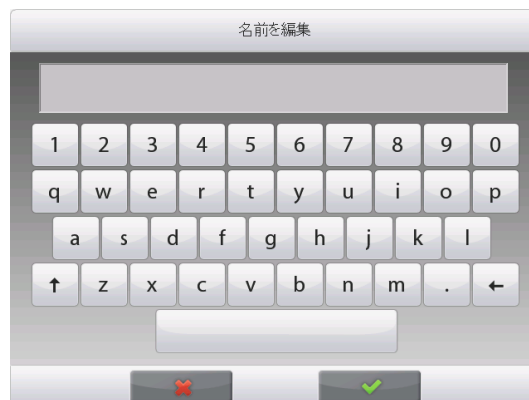 名前を編集
1 2 3 4 5 6 7 8 9 0
q w e r t y u i o p
a s d f g h j k l
↑ z x c v b n m . ←